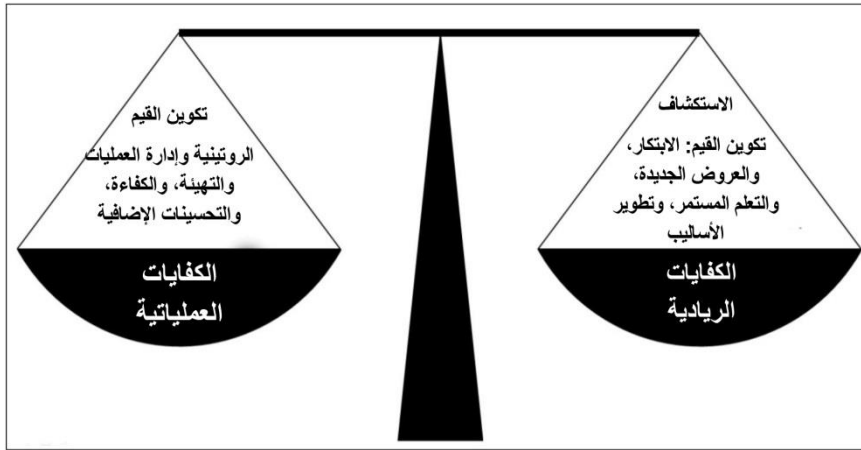 الاستكشاف
تكوين القيم: الابتكار،
والعروض الجديدة،
والتعلم المستمر، وتطوير
الأساليب
الكفايات
الريادية
تكوين القيم
الروتينية وإدارة العمليات
والتهيئة، والكفاءة،
والتحسينات الإضافية
الكفايات
العملياتية